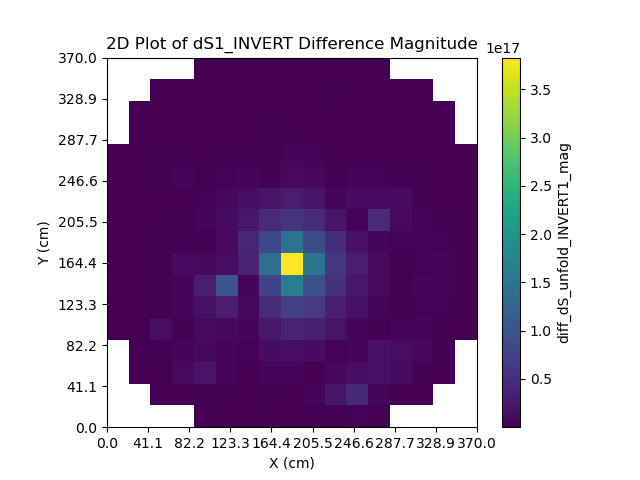 2D Plot of dS1_INVERT Difference Magnitude
1e17
370.0
328.9
287.7
246.6
205.5
164.4
123.3
82.2
41.1
0.0
Y (cm)
0.0 41.1 82.2 123.3 164.4 205.5 246.6 287.7 328.9 370.0
X (cm)
3.5
3.0
2.5
2.0
1.5
1.0
0.5
diff_dS_unfold_INVERT1_mag